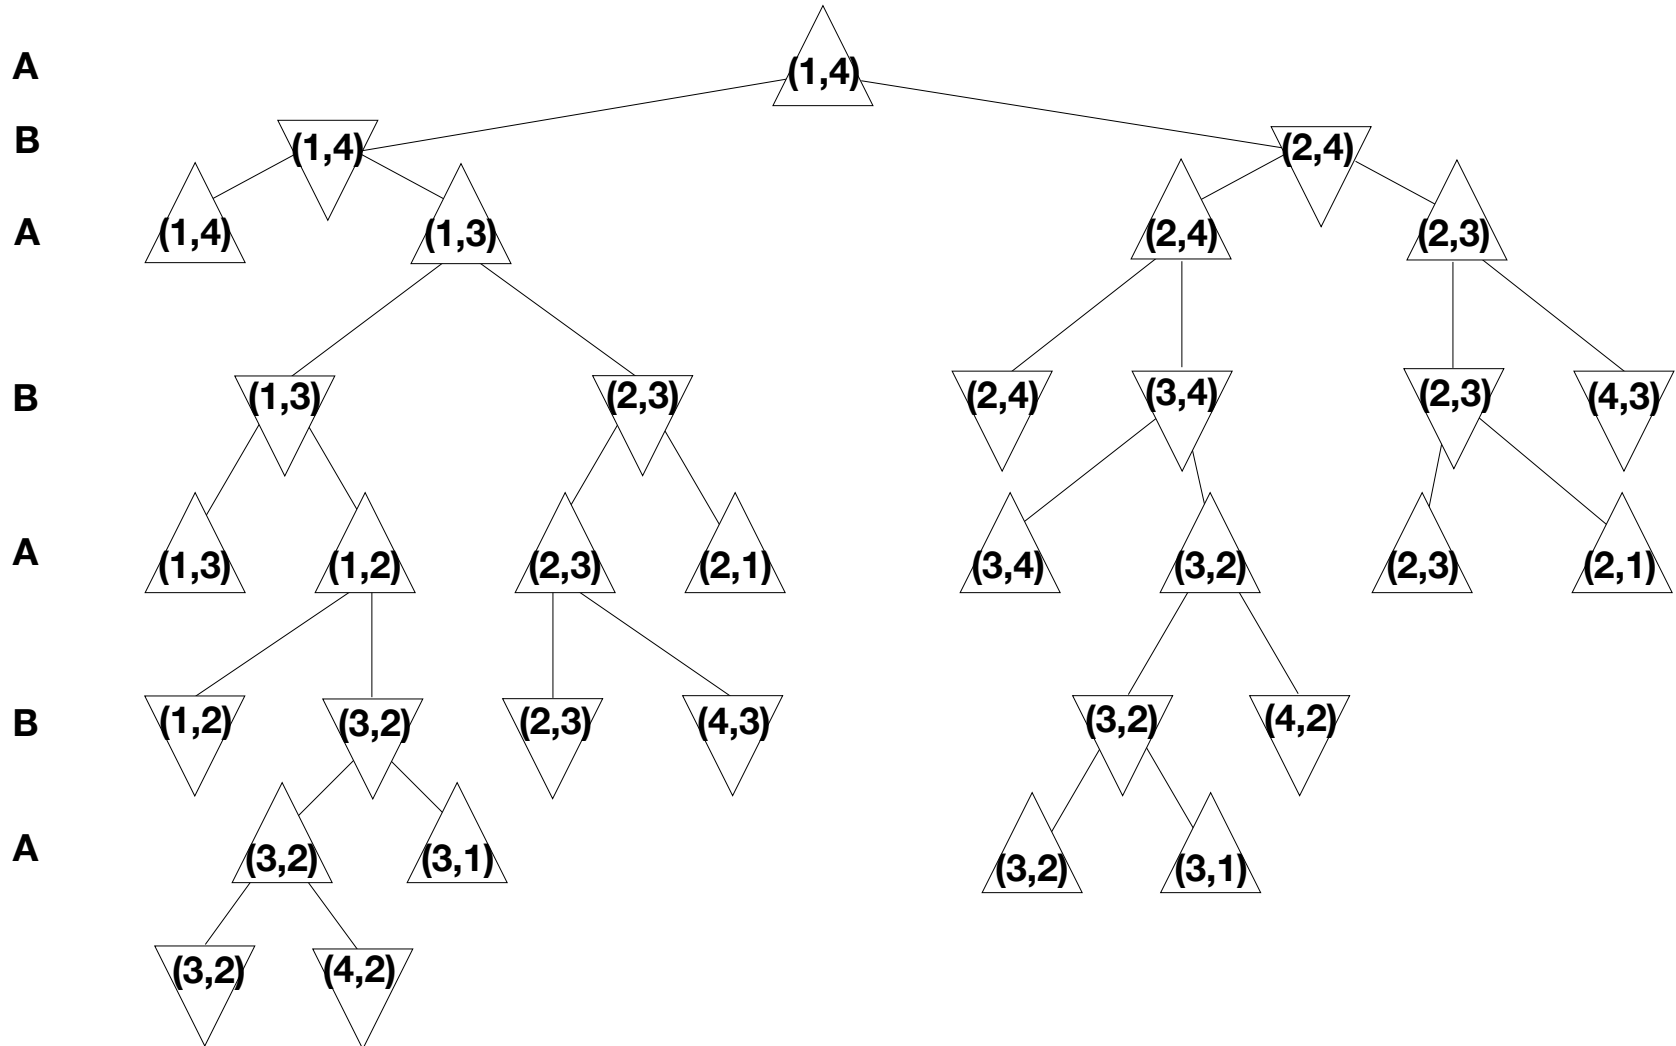 A (1,4)
B (1,4) (2,4)
A (1,4) (1,3) (2,4) (2,3)
B (1,3) (2,3) (2,4) (3,4) (2,3) (4,3)
A (1,3) (1,2) (2,3) (2,1) (3,4) (3,2) (2,3) (2,1)
B (1,2) (3,2) (2,3) (4,3) (3,2) (4,2)
A (3,2) (3,1) (3,2) (3,1)
(3,2) (4,2)